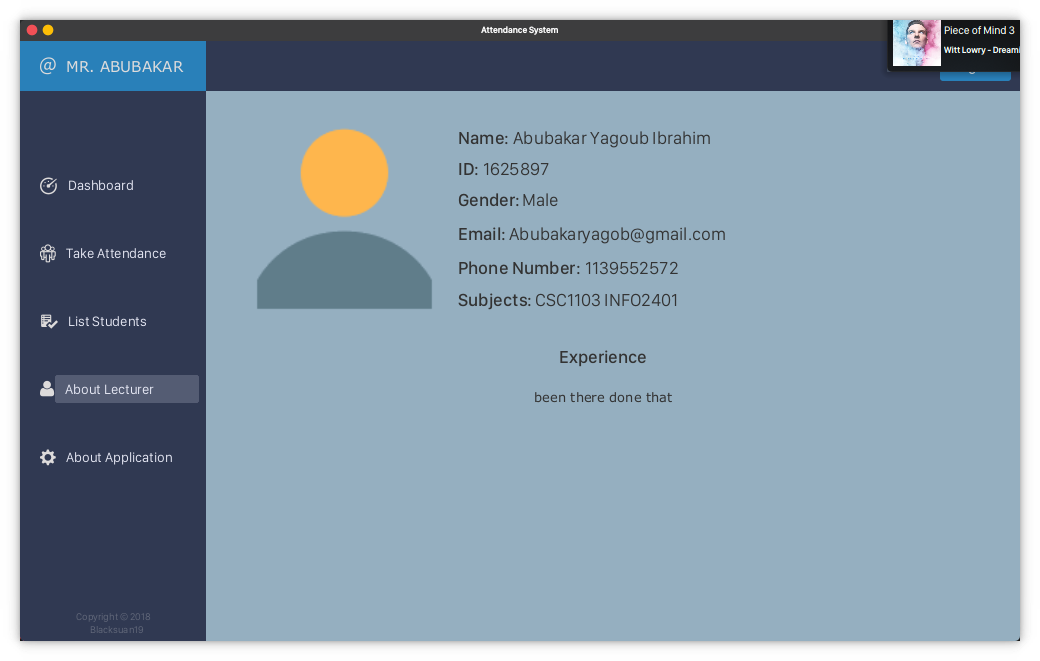 Attendance System
Piece of Mind 3
Witt Lowry - Dreami
@ MR. ABUBAKAR
Dashboard
Take Attendance
List Students
About Lecturer
About Application
Copyright © 2018
Blacksuan19
Name: Abubakar Yagoub Ibrahim
ID: 1625897
Gender: Male
Email: Abubakaryagob@gmail.com
Phone Number: 1139552572
Subjects: CSC1103 INFO2401
Experience
been there done that